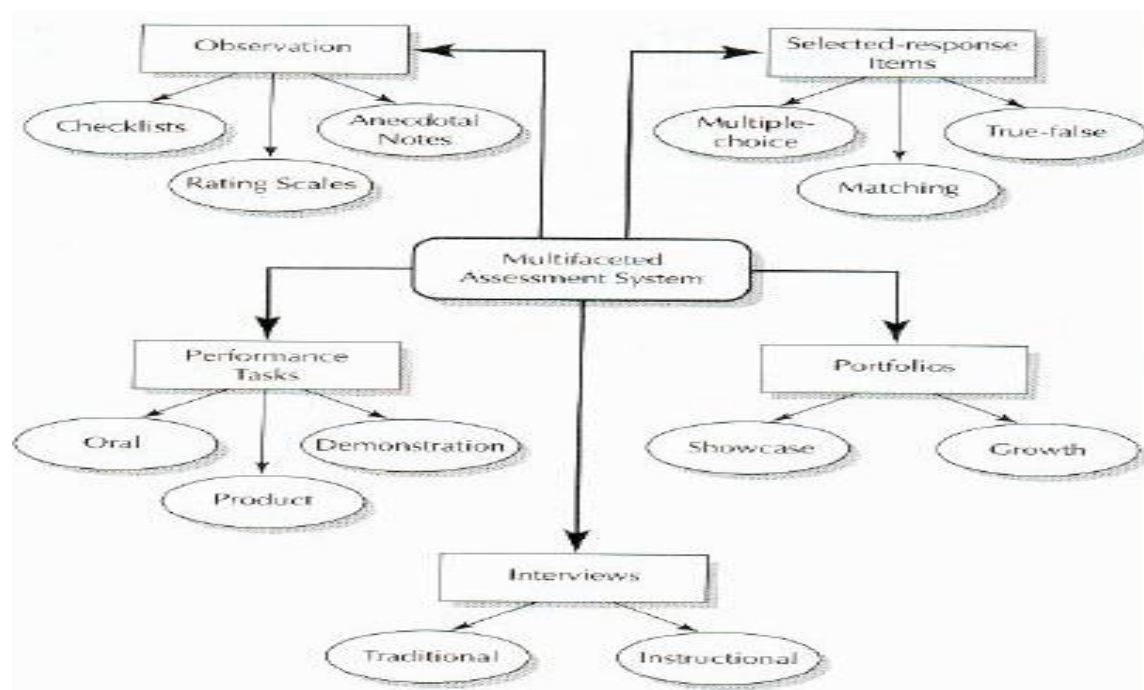 Observation
Selected-response
Items
Checklists
Anecdotal
Notes
Multiple-
choice
True-false
Rating Scales
Matching
Multifaceted
Assessment System
Performance
Tasks
Portfolios
Oral
Demonstration
Showcase
Growth
Product
Interviews
Traditional
Instructional